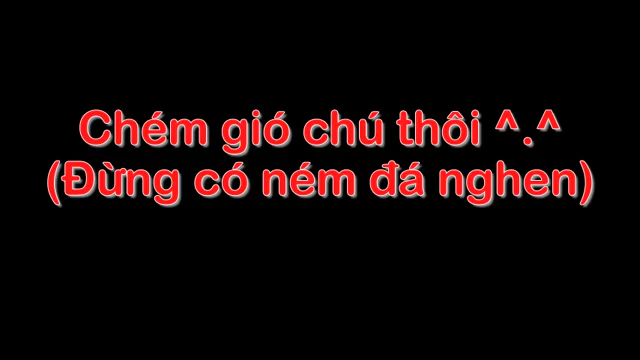 Chém gió chú thôi ^.^
(Đừng có ném đá nghen)